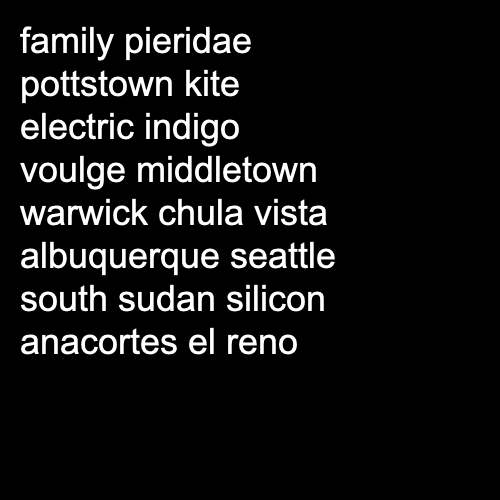 family pieridae
pottstown kite
electric indigo
voulge middletown
warwick chula vista
albuquerque seattle
south sudan silicon
anacortes el reno